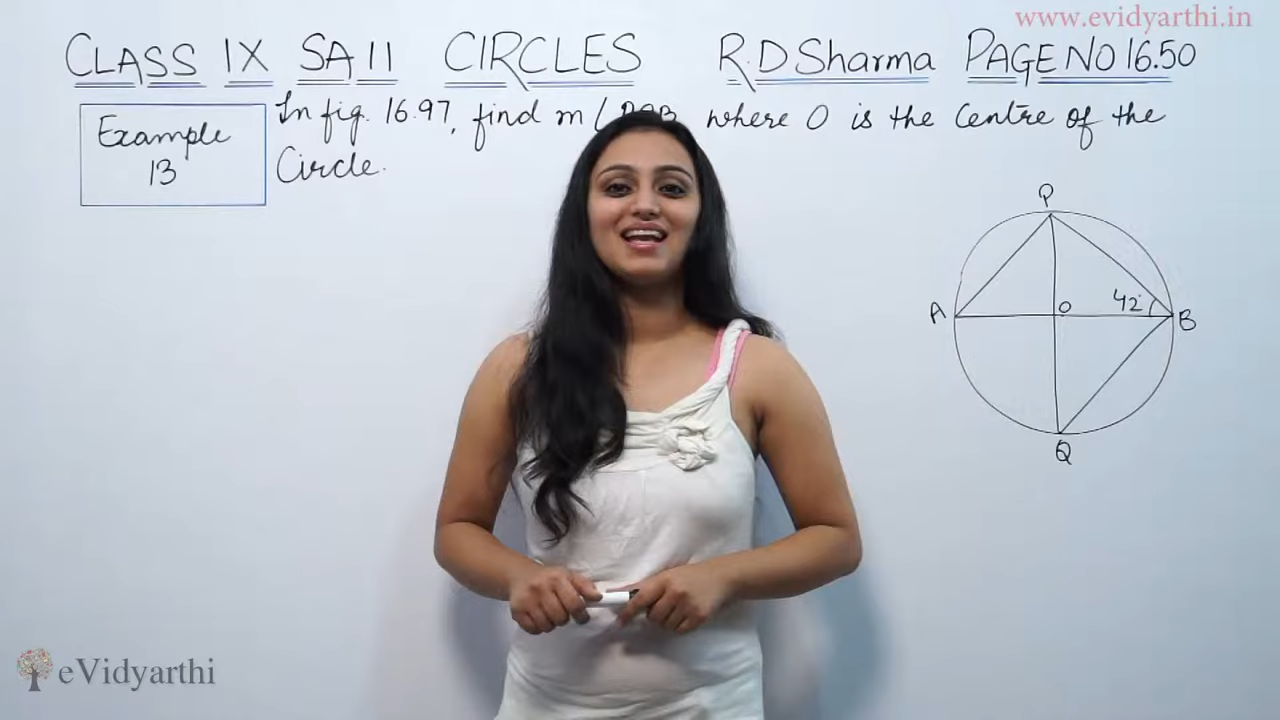 www.evidyarthi.in
CLASS IX SA II CIRCLES R.D Sharma PAGE NO 16.50
Example
13
In fig. 16.97, find m∠ where O is the Centre of the
Circle.
P
A
O
42°
B
Q
eVidyarthi